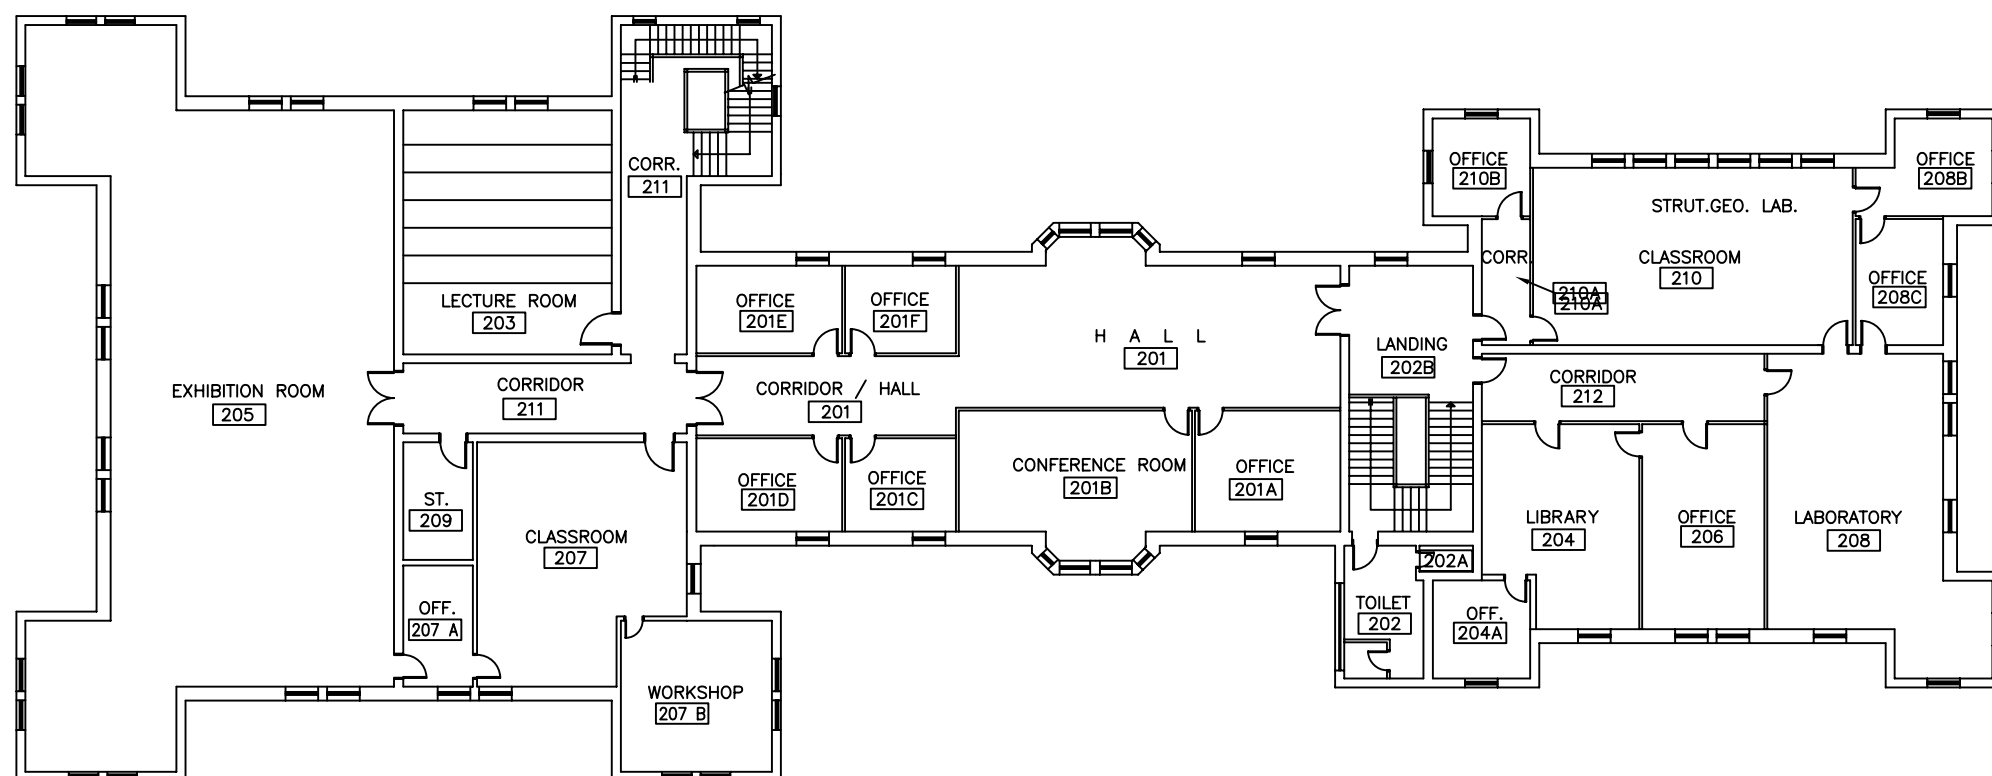 CORR.
211
LECTURE ROOM
203
EXHIBITION ROOM
205
CORRIDOR
211
OFFICE
201E
OFFICE
201F
CORRIDOR / HALL
201
H A L L
201
OFFICE
201D
OFFICE
201C
CONFERENCE ROOM
201B
OFFICE
201A
ST.
209
CLASSROOM
207
OFF.
207 A
WORKSHOP
207 B
LANDING
202B
202A
TOILET
202
OFF.
204A
OFFICE
210B
CORR.
210A
210A
STRUT.GEO. LAB.
CLASSROOM
210
OFFICE
208B
OFFICE
208C
CORRIDOR
212
LIBRARY
204
OFFICE
206
LABORATORY
208